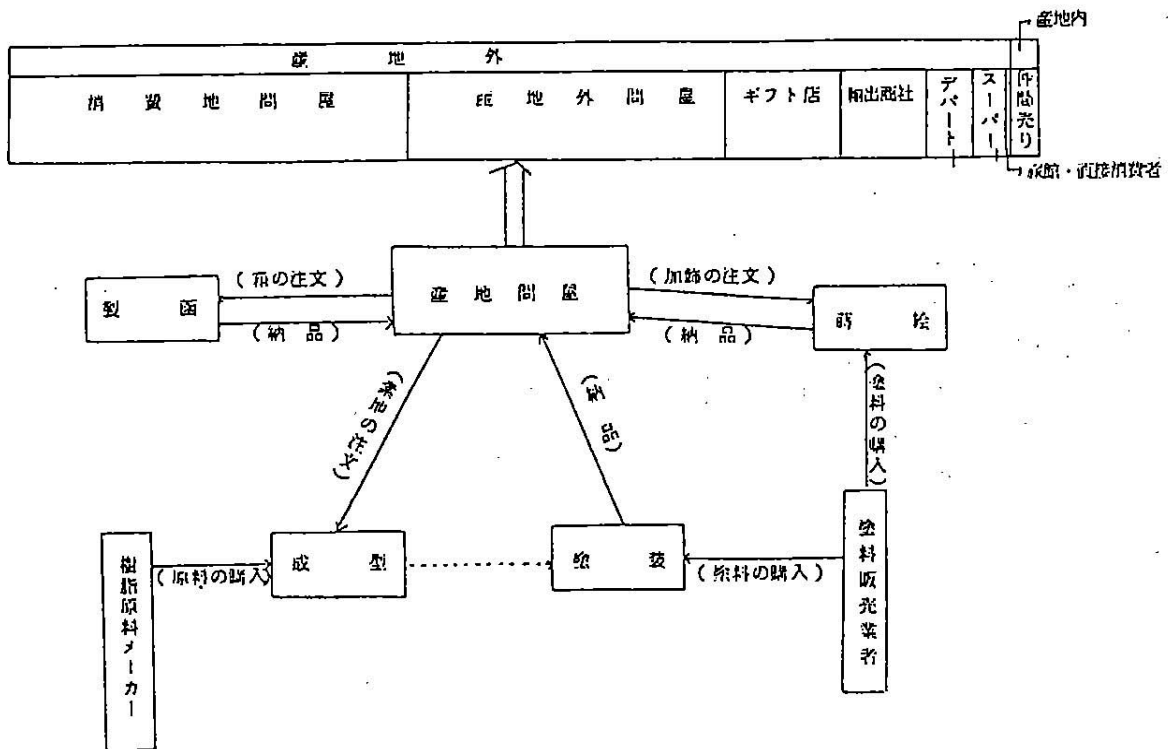 産地内
産地外
消費地問屋
産地外問屋
ギフト店
輸出商社
デパート
スーパー
仲間売り
旅館・直接消費者
(函の注文)
(加飾の注文)
製函
産地問屋
蒔絵
(納品)
(納品)
(素地の注文)
(納品)
(塗料の購入)
成型
塗装
(原料の購入)
(塗料の購入)
樹脂原料メーカー
塗料販売業者